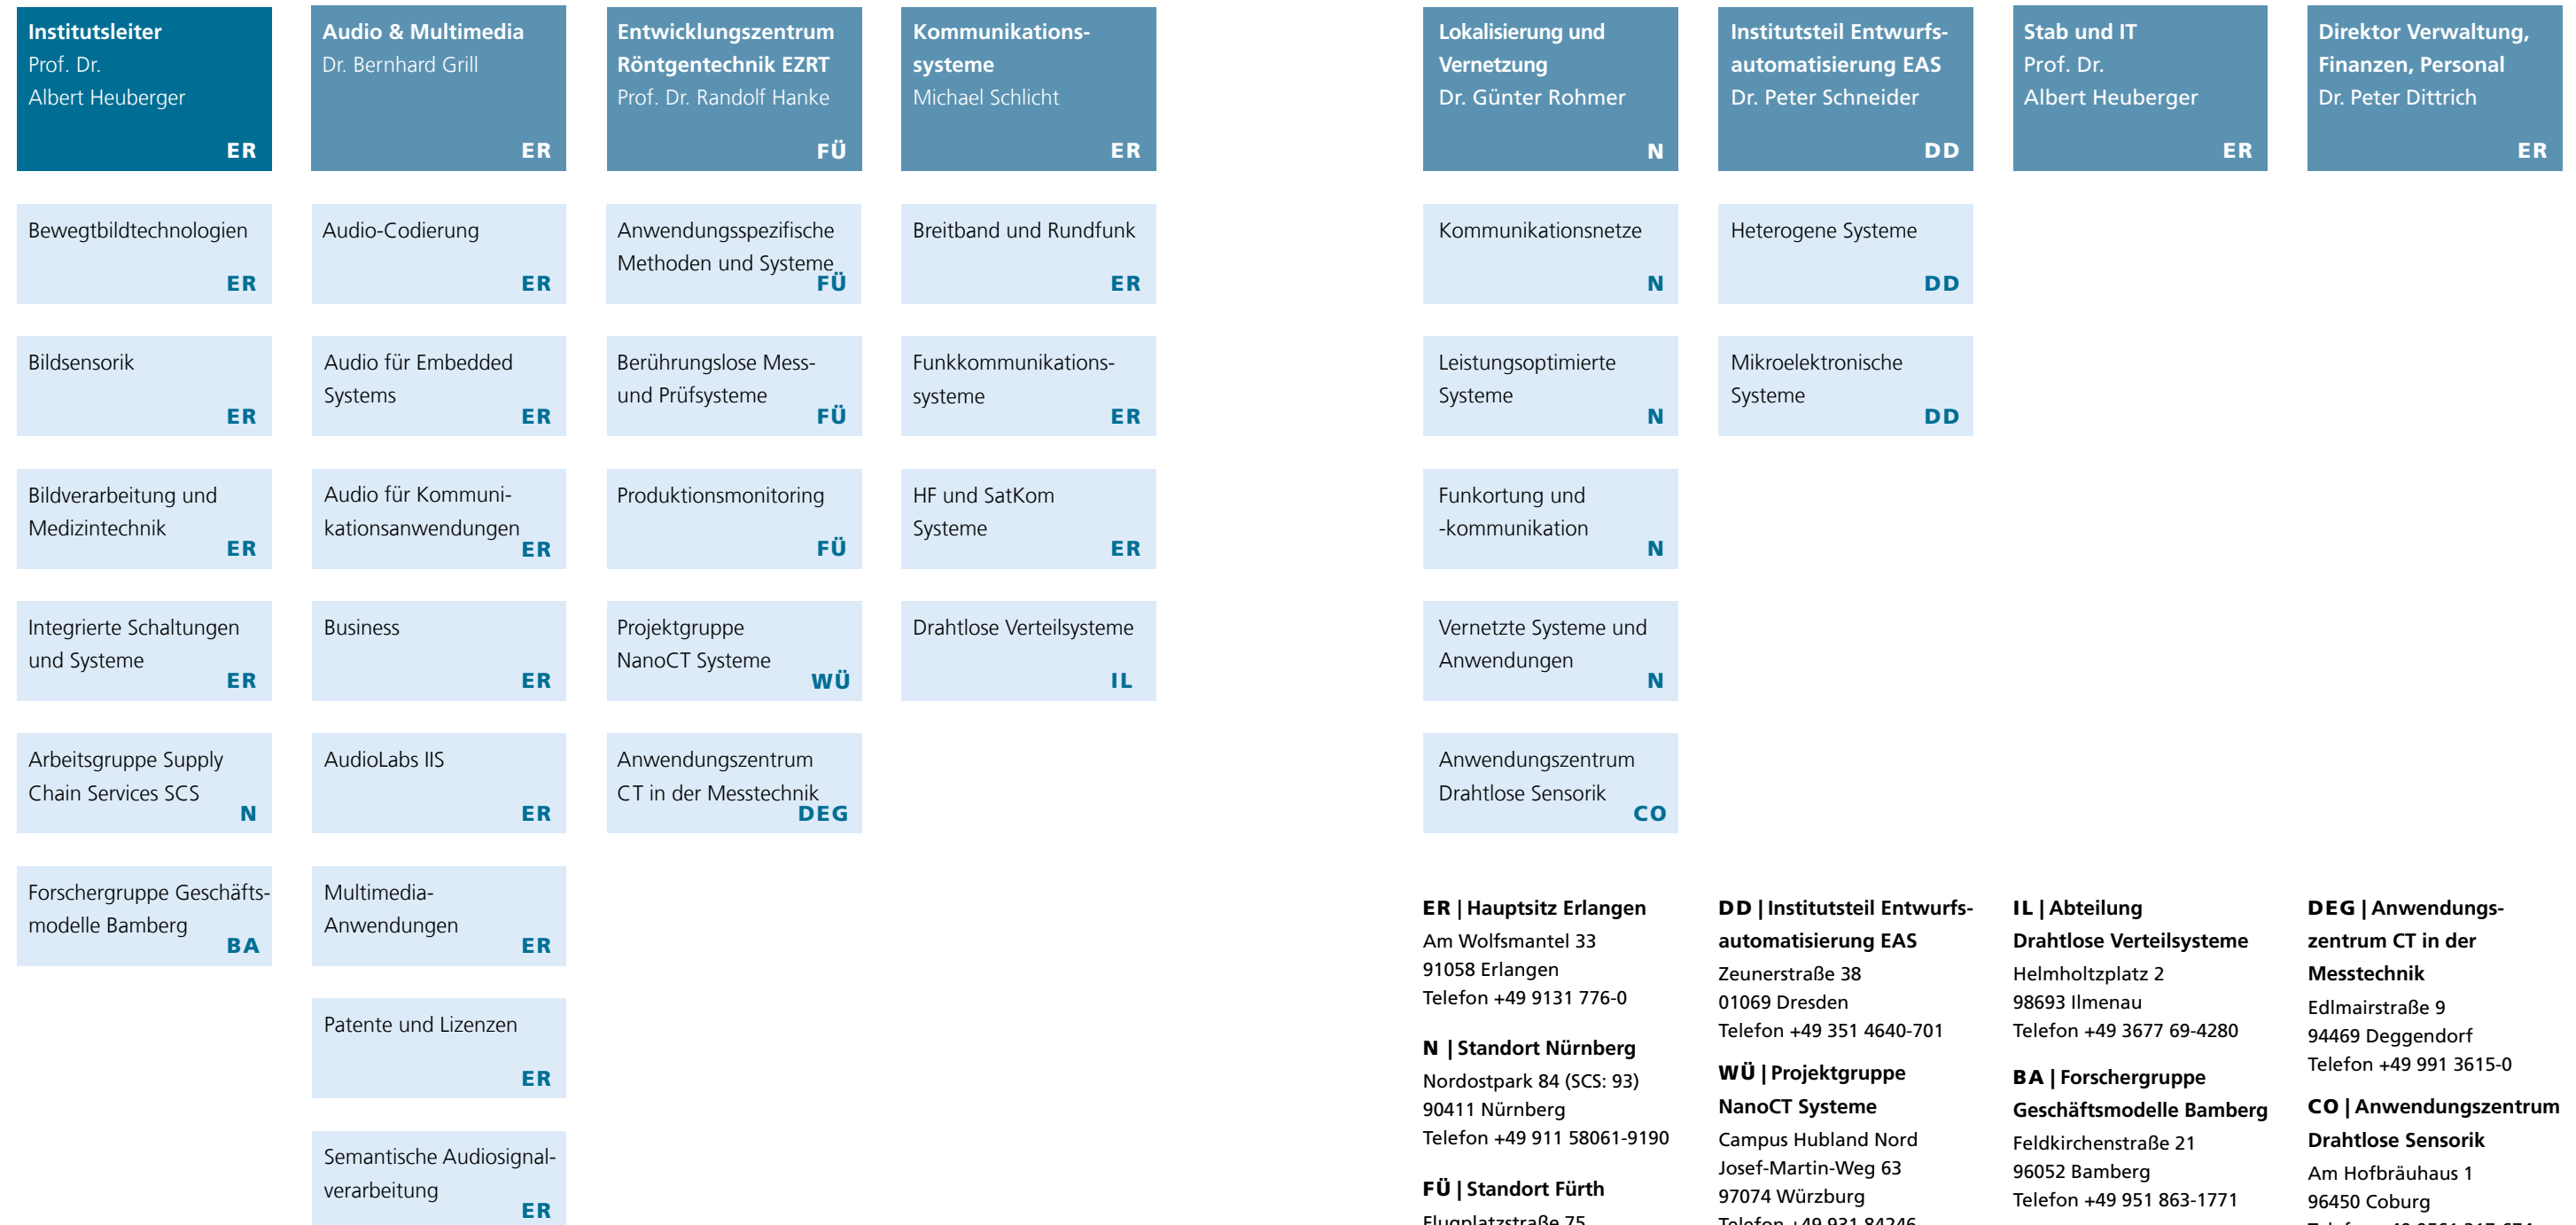 Institutsleiter
Prof. Dr.
Albert Heuberger
ER
Bewegtbildtechnologien
ER
Bildsensorik
ER
Bildverarbeitung und
Medizintechnik
ER
Integrierte Schaltungen
und Systeme
ER
Arbeitsgruppe Supply
Chain Services SCS
N
Forschergruppe Geschäfts-
modelle Bamberg
BA
Audio & Multimedia
Dr. Bernhard Grill
ER
Audio-Codierung
ER
Audio für Embedded
Systems
ER
Audio für Kommuni-
kationsanwendungen
ER
Business
ER
AudioLabs IIS
ER
Multimedia-
Anwendungen
ER
Patente und Lizenzen
ER
Semantische Audiosignal-
verarbeitung
ER
Entwicklungszentrum
Röntgentechnik EZRT
Prof. Dr. Randolf Hanke
FÜ
Anwendungsspezifische
Methoden und Systeme
FÜ
Berührungslose Mess-
und Prüfsysteme
FÜ
Produktionsmonitoring
FÜ
Projektgruppe
NanoCT Systeme
WÜ
Anwendungszentrum
CT in der Messtechnik
DEG
Kommunikations-
systeme
Michael Schlicht
ER
Breitband und Rundfunk
ER
Funkkommunikations-
systeme
ER
HF und SatKom
Systeme
ER
Drahtlose Verteilsysteme
IL
Lokalisierung und
Vernetzung
Dr. Günter Rohmer
N
Kommunikationsnetze
N
Leistungsoptimierte
Systeme
N
Funkortung und
-kommunikation
N
Vernetzte Systeme und
Anwendungen
N
Anwendungszentrum
Drahtlose Sensorik
CO
Institutsteil Entwurfs-
automatisierung EAS
Dr. Peter Schneider
DD
Heterogene Systeme
DD
Mikroelektronische
Systeme
DD
Stab und IT
Prof. Dr.
Albert Heuberger
ER
Direktor Verwaltung,
Finanzen, Personal
Dr. Peter Dittrich
ER
ER | Hauptsitz Erlangen
Am Wolfsmantel 33
91058 Erlangen
Telefon +49 9131 776-0
N | Standort Nürnberg
Nordostpark 84 (SCS: 93)
90411 Nürnberg
Telefon +49 911 58061-9190
FÜ | Standort Fürth
Flugplatzstraße 75
DD | Institutsteil Entwurfs-
automatisierung EAS
Zeunerstraße 38
01069 Dresden
Telefon +49 351 4640-701
WÜ | Projektgruppe
NanoCT Systeme
Campus Hubland Nord
Josef-Martin-Weg 63
97074 Würzburg
Telefon +49 931 84246
IL | Abteilung
Drahtlose Verteilsysteme
Helmholtzplatz 2
98693 Ilmenau
Telefon +49 3677 69-4280
BA | Forschergruppe
Geschäftsmodelle Bamberg
Feldkirchenstraße 21
96052 Bamberg
Telefon +49 951 863-1771
DEG | Anwendungs-
zentrum CT in der
Messtechnik
Edlmairstraße 9
94469 Deggendorf
Telefon +49 991 3615-0
CO | Anwendungszentrum
Drahtlose Sensorik
Am Hofbräuhaus 1
96450 Coburg